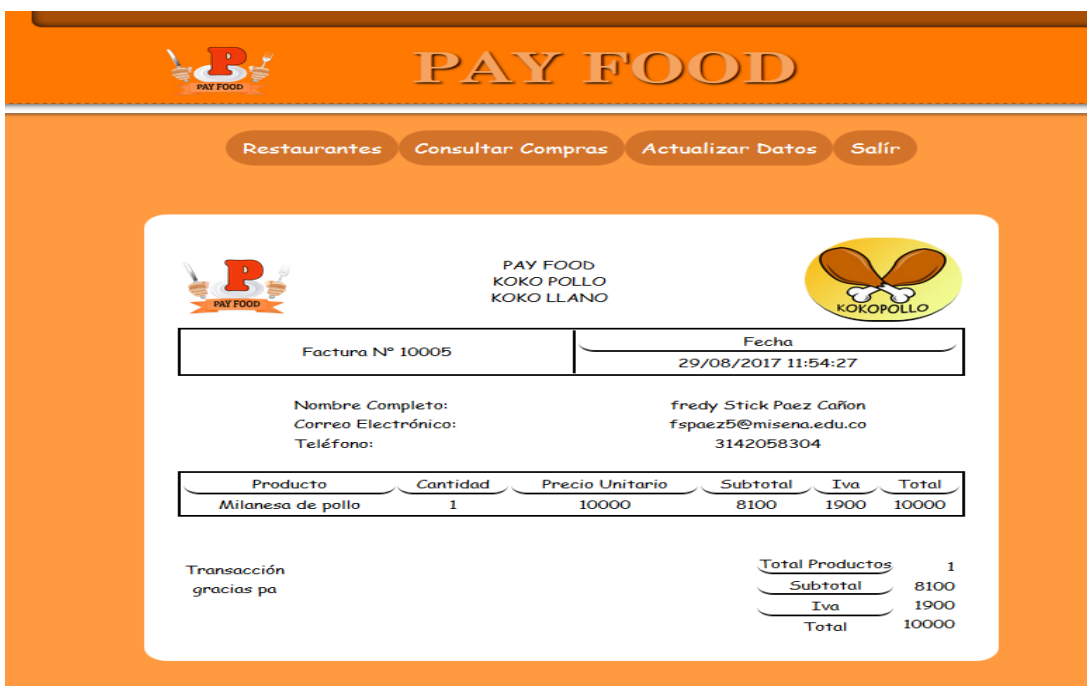 P
PAY FOOD
PAY FOOD
Restaurantes Consultar Compras Actualizar Datos Salír
P
PAY FOOD
PAY FOOD
KOKO POLLO
KOKO LLANO
KOKOPOLLO
Factura Nº 10005
Fecha
29/08/2017 11:54:27
Nombre Completo: fredy Stick Paez Cañon
Correo Electrónico: fspaez5@misena.edu.co
Teléfono: 3142058304
Producto Cantidad Precio Unitario Subtotal Iva Total
Milanesa de pollo 1 10000 8100 1900 10000
Transacción
gracias pa
Total Productos 1
Subtotal 8100
Iva 1900
Total 10000